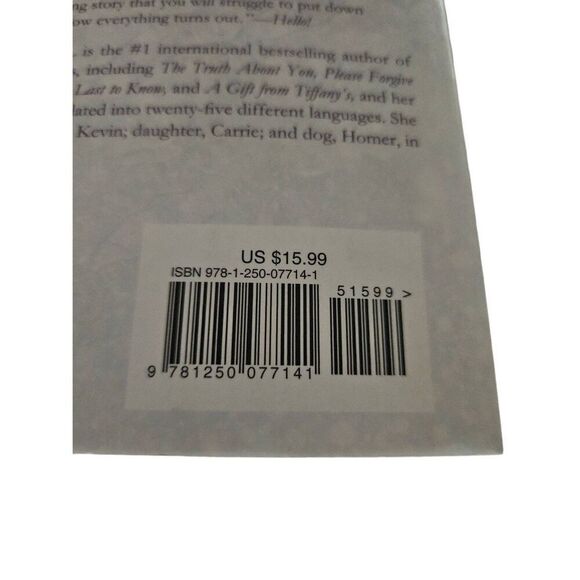 ng story that you will struggle to put down
ow everything turns out."—Hello!
is the #1 international bestselling author of
s, including The Truth About You, Please Forgive
Last to Know, and A Gift from Tiffany's, and her
lated into twenty-five different languages. She
Kevin; daughter, Carrie; and dog, Homer, in
US $15.99
ISBN 978-1-250-07714-1
51599>
9 781250 077141